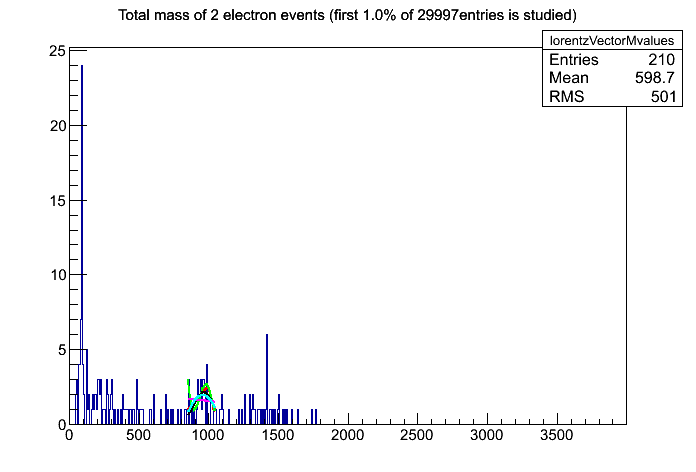 Total mass of 2 electron events (first 1.0% of 29997entries is studied)
lorentzVectorMvalues
Entries 210
Mean 598.7
RMS 501
25
20
15
10
5
0
0 500 1000 1500 2000 2500 3000 3500